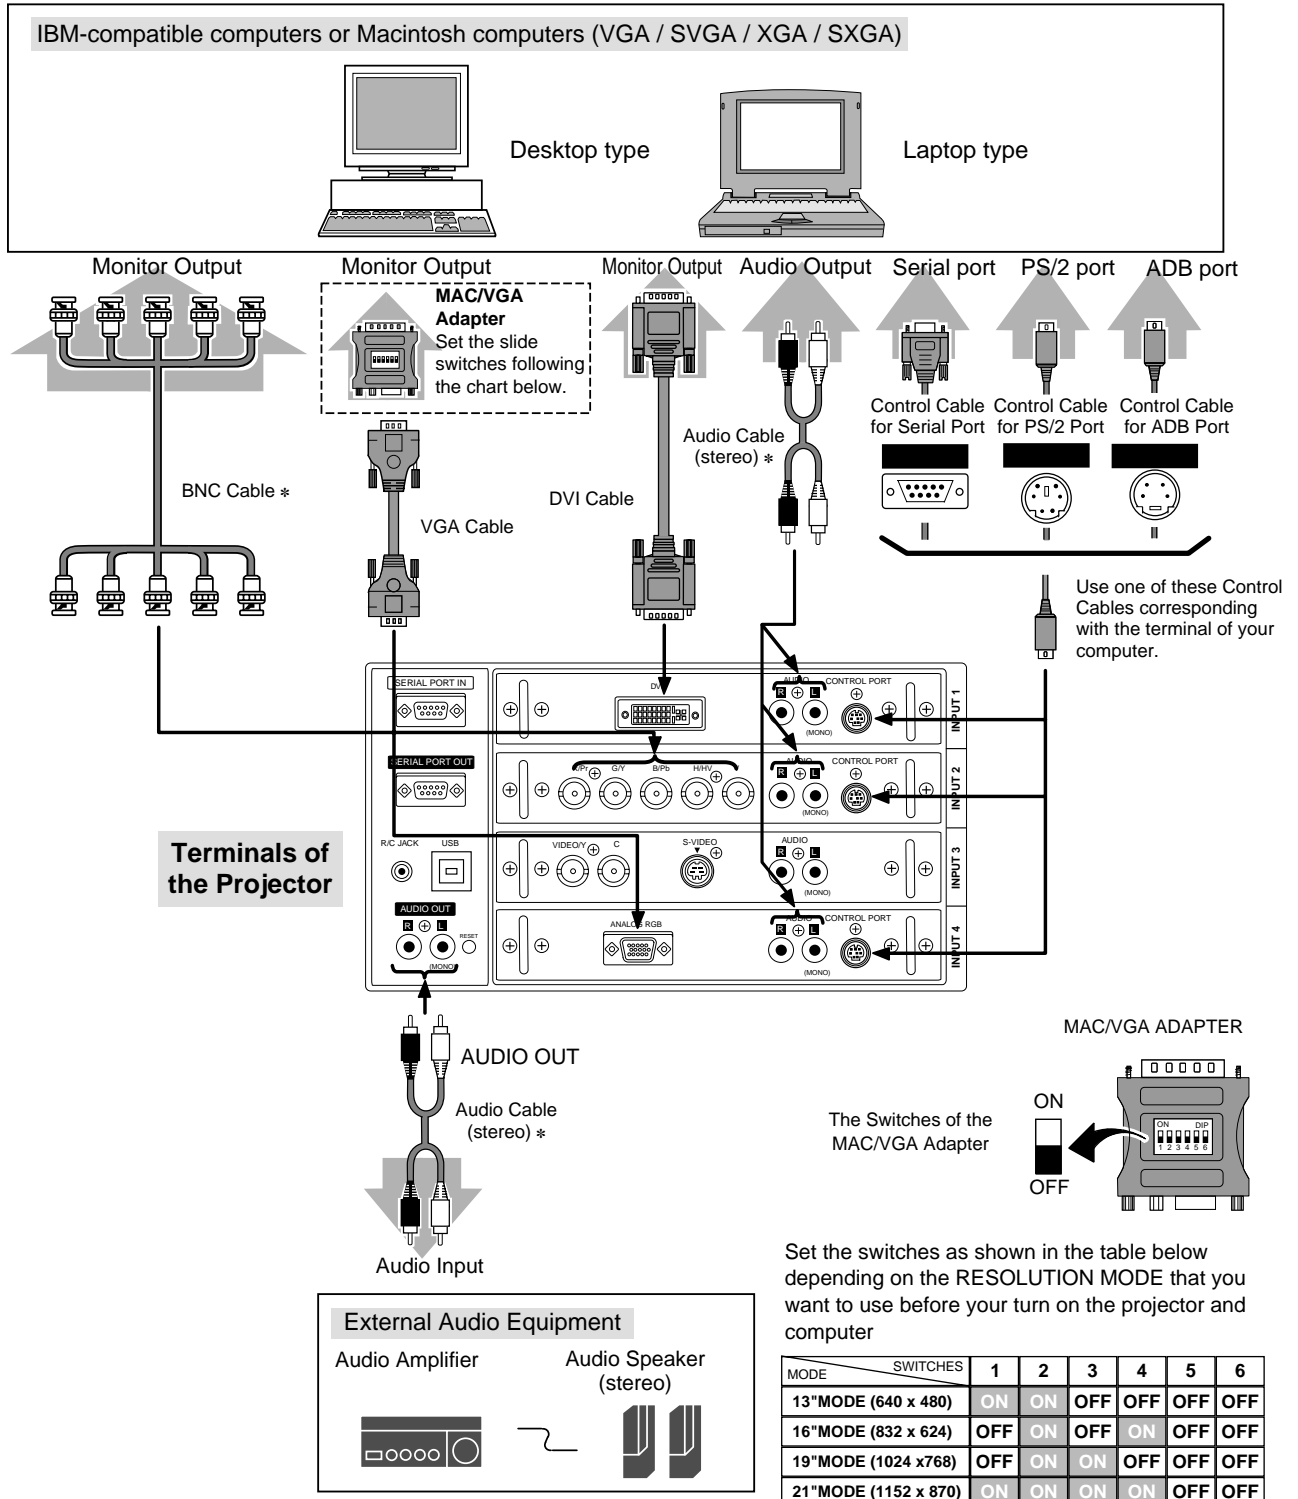 IBM-compatible computers or Macintosh computers (VGA / SVGA / XGA / SXGA)
Desktop type
Laptop type
Monitor Output
Monitor Output
Monitor Output
Audio Output
Serial port
PS/2 port
ADB port
MAC/VGA
Adapter
Set the slide
switches following
the chart below.
Control Cable
for Serial Port
Control Cable
for PS/2 Port
Control Cable
for ADB Port
Audio Cable
(stereo) *
BNC Cable *
DVI Cable
VGA Cable
Use one of these Control
Cables corresponding
with the terminal of your
computer.
SERIAL PORT IN
AUDIO
CONTROL PORT
R
L
(MONO)
INPUT 1
SERIAL PORT OUT
G/Y
B/Pb
H/HV
AUDIO
CONTROL PORT
R
L
(MONO)
INPUT 2
Terminals of
the Projector
R/C JACK
USB
VIDEO/Y
C
S-VIDEO
AUDIO
R
L
(MONO)
INPUT 3
AUDIO OUT
R
L
RESET
(MONO)
ANALOG RGB
AUDIO
CONTROL PORT
R
L
(MONO)
INPUT 4
AUDIO OUT
Audio Cable
(stereo) *
Audio Input
MAC/VGA ADAPTER
The Switches of the
MAC/VGA Adapter
ON
OFF
ON DIP
1 2 3 4 5 6
External Audio Equipment
Audio Amplifier
Audio Speaker
(stereo)
Set the switches as shown in the table below
depending on the RESOLUTION MODE that you
want to use before your turn on the projector and
computer
MODE SWITCHES 1 2 3 4 5 6
13"MODE (640 x 480) ON ON OFF OFF OFF OFF
16"MODE (832 x 624) OFF ON OFF ON OFF OFF
19"MODE (1024 x768) OFF ON ON OFF OFF OFF
21"MODE (1152 x 870) ON ON ON ON OFF OFF